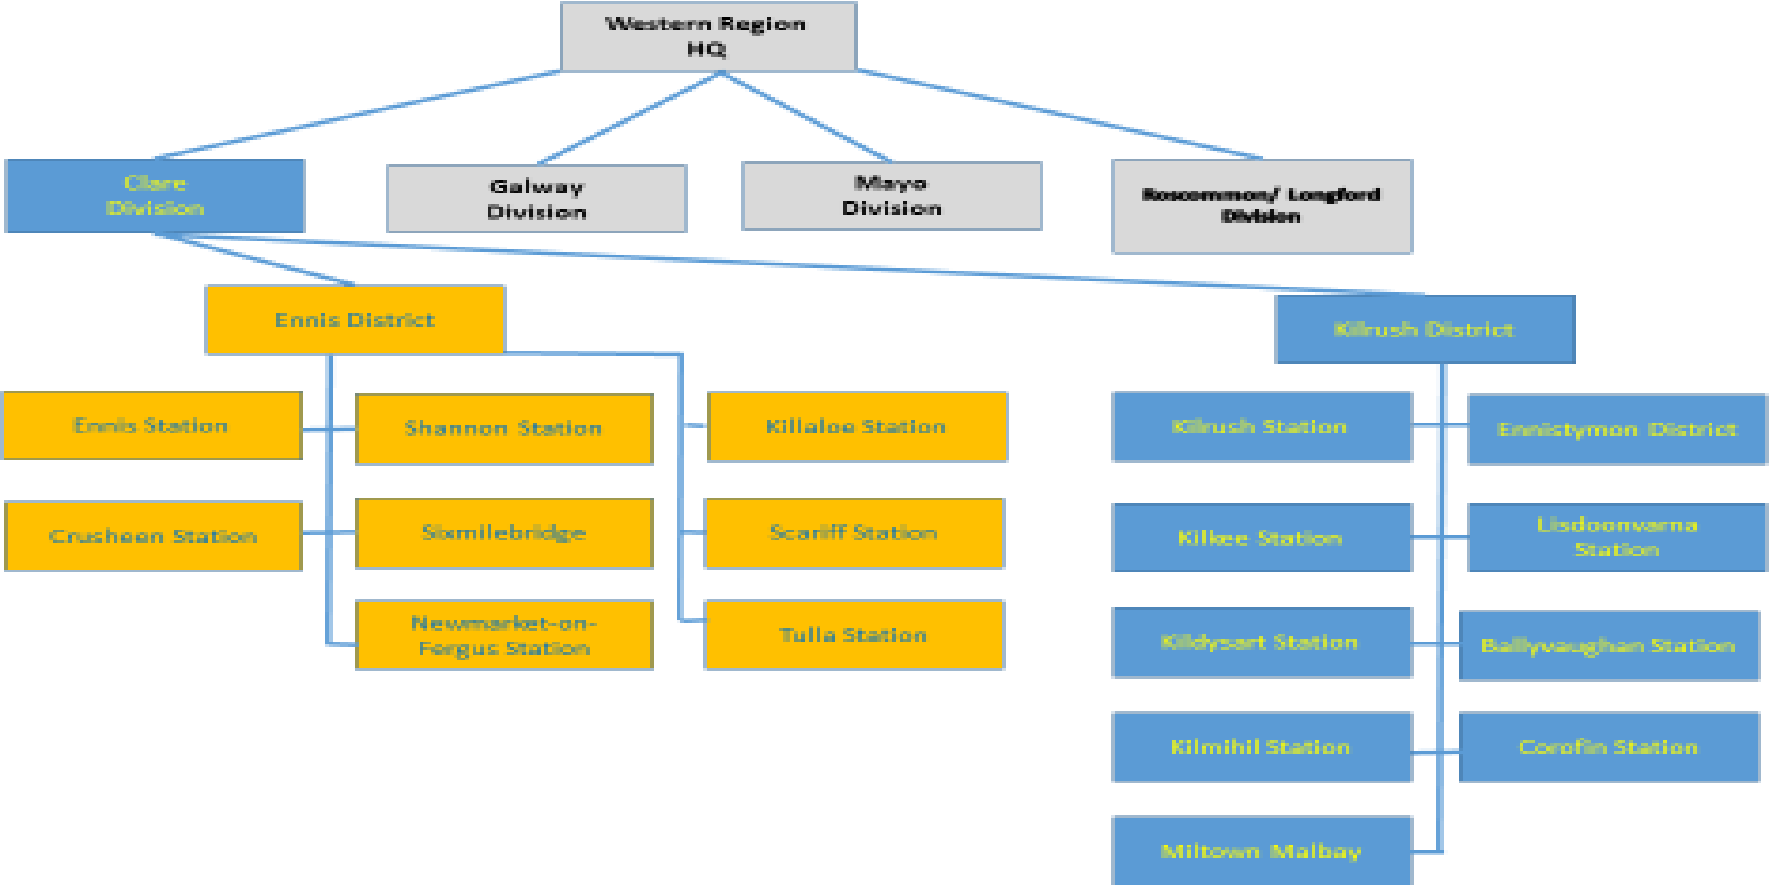 Western Region
HQ
Clare
Division
Galway
Division
Mayo
Division
Roscommon/ Longford
Division
Ennis District
Kilrush District
Ennis Station
Shannon Station
Killaloe Station
Kilrush Station
Ennistymon District
Crusheen Station
Sixmilebridge
Scariff Station
Kilkee Station
Lisdoonvarna
Station
Newmarket-on-
Fergus Station
Tulla Station
Kildysart Station
Ballyvaughan Station
Kilmihil Station
Corofin Station
Miltown Malbay